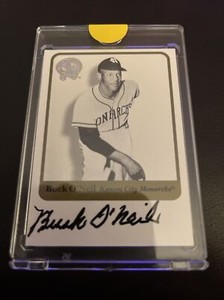 ONARCHS
Buck O'Neil Kansas City Monarchs
Buck O'Neil